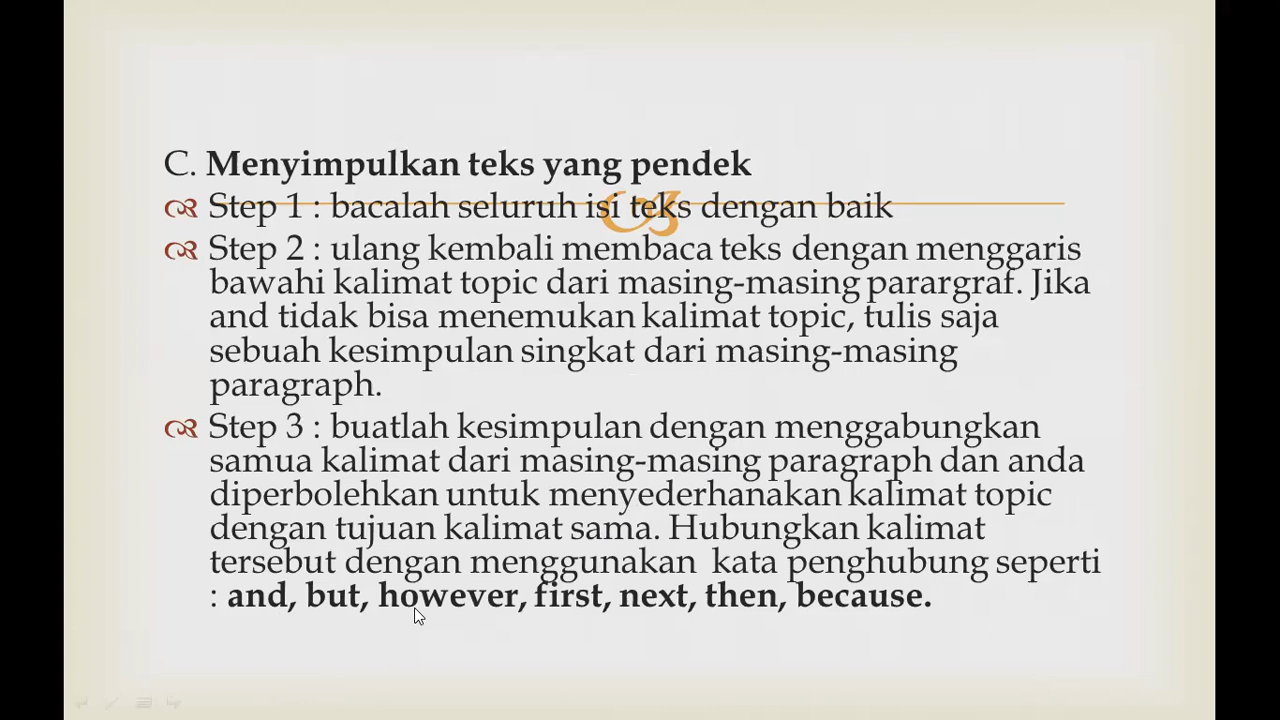 C. Menyimpulkan teks yang pendek
Step 1 : bacalah seluruh isi teks dengan baik
Step 2 : ulang kembali membaca teks dengan menggaris
bawahi kalimat topic dari masing-masing parargraf. Jika
and tidak bisa menemukan kalimat topic, tulis saja
sebuah kesimpulan singkat dari masing-masing
paragraph.
Step 3 : buatlah kesimpulan dengan menggabungkan
samua kalimat dari masing-masing paragraph dan anda
diperbolehkan untuk menyederhanakan kalimat topic
dengan tujuan kalimat sama. Hubungkan kalimat
tersebut dengan menggunakan  kata penghubung seperti
: and, but, however, first, next, then, because.